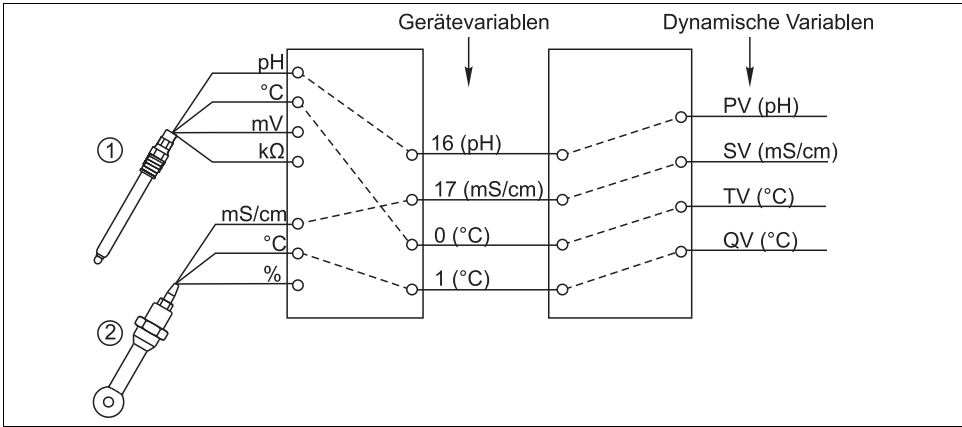 Gerätevariablen
Dynamische Variablen
pH
°C
mV
kΩ
①
mS/cm
°C
%
②
16 (pH)
17 (mS/cm)
0 (°C)
1 (°C)
PV (pH)
SV (mS/cm)
TV (°C)
QV (°C)